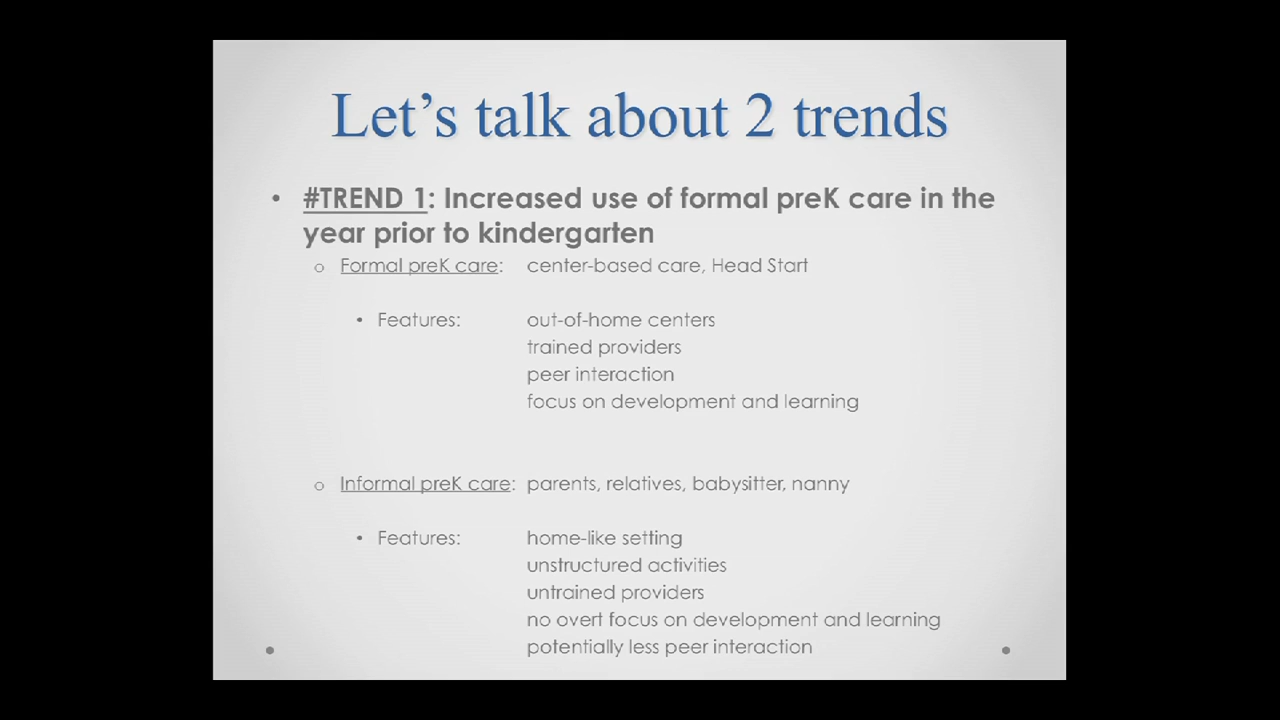 Let's talk about 2 trends
• #TREND 1: Increased use of formal preK care in the
year prior to kindergarten
o Formal preK care: center-based care, Head Start
• Features: out-of-home centers
trained providers
peer interaction
focus on development and learning
o Informal preK care: parents, relatives, babysitter, nanny
• Features: home-like setting
unstructured activities
untrained providers
no overt focus on development and learning
potentially less peer interaction